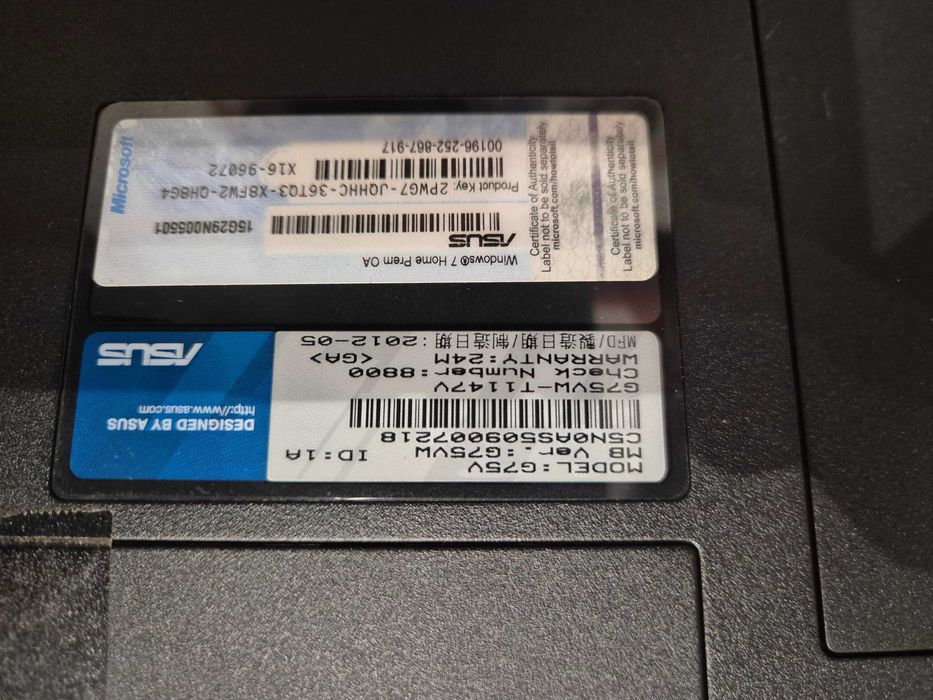 MODEL:G75V
MB Ver.:G75VW ID:1A
C5N0AS509007218
G75VW-T1147V
Check Number:8800
WARRANTY:24M <GA>
MFD/製造日期/制造日期:2012-05
DESIGNED BY ASUS
http://www.asus.com
ASUS
Windows® 7 Home Prem OA
ASUS
15G29N005501
Product Key: 2PWG7-JQHHC-36TQ3-X8FW2-QH8G4
X16-96072
00196-252-867-917
Microsoft
Certificate of Authenticity
Label not to be sold separately
microsoft.com/howtotell
Certificate of Authenticity
Label not to be sold separately
microsoft.com/howtotell